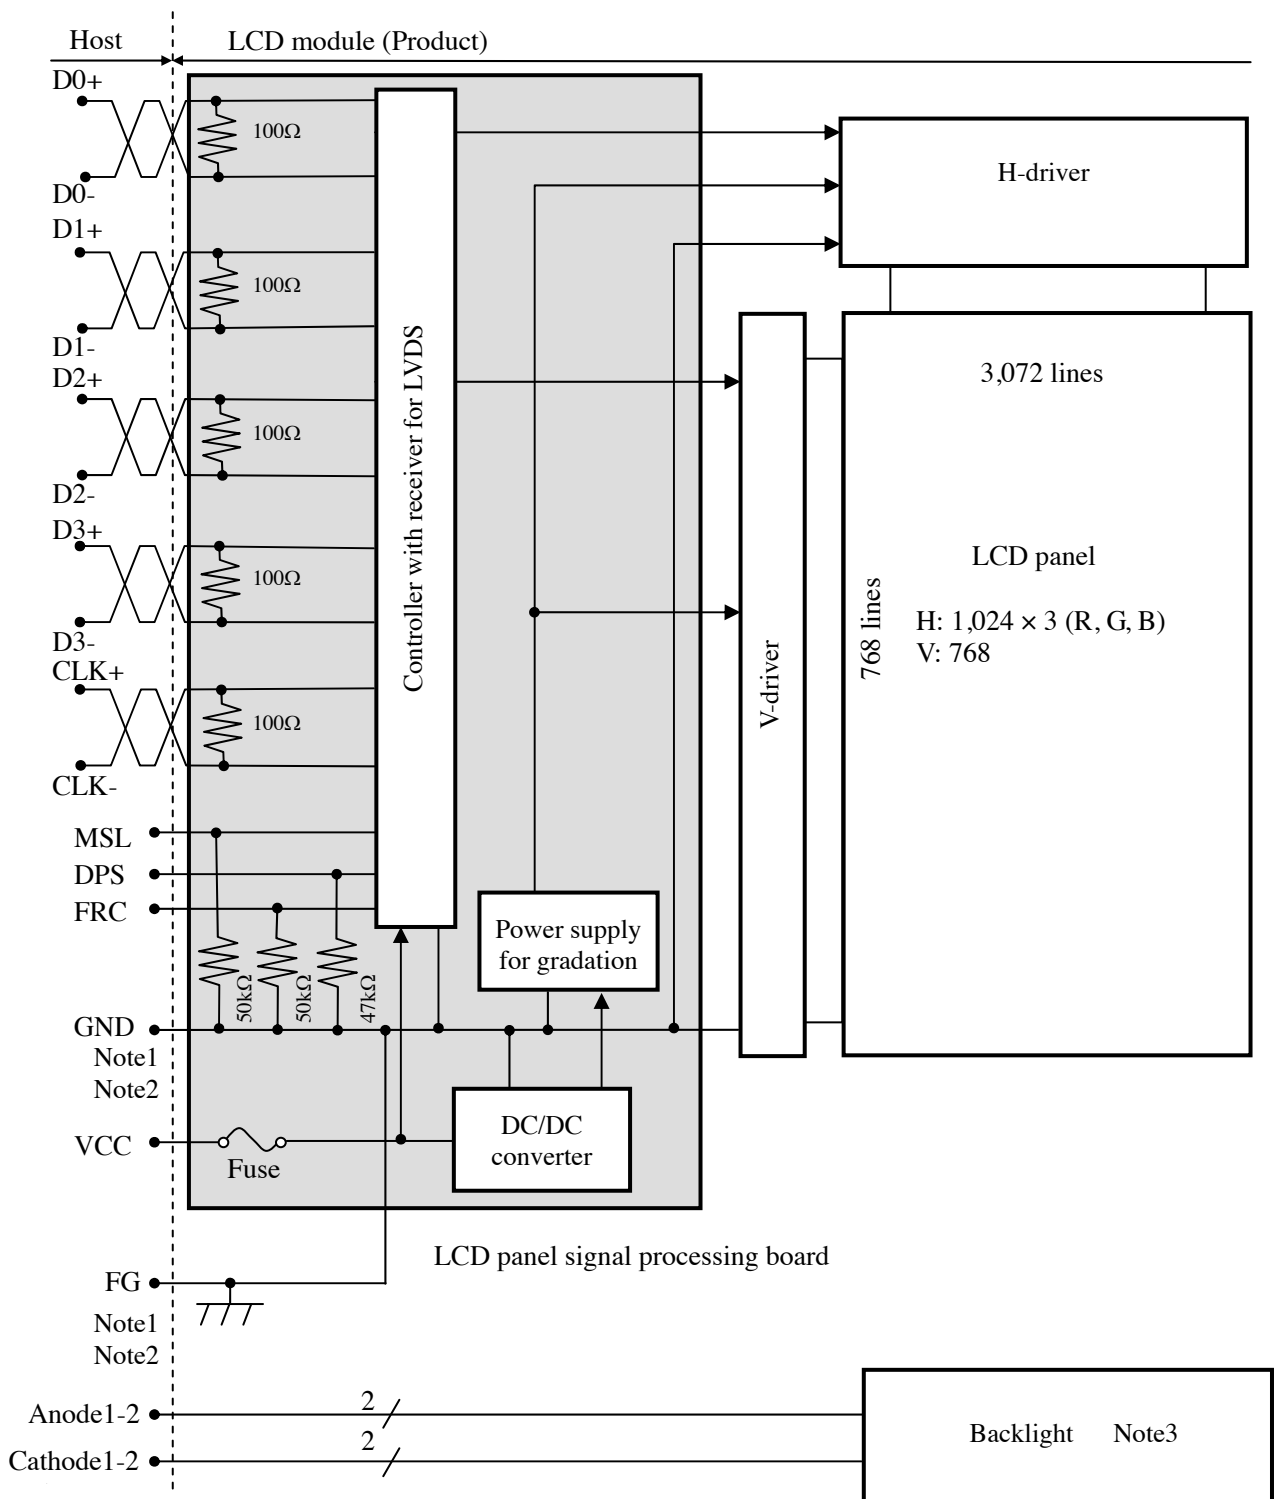 Host
LCD module (Product)
D0+
100Ω
D0-
H-driver
D1+
100Ω
D1-
D2+
100Ω
D2-
D3+
100Ω
D3-
CLK+
100Ω
CLK-
Controller with receiver for LVDS
3,072 lines
768 lines
LCD panel
H: 1,024 × 3 (R, G, B)
V: 768
V-driver
MSL
DPS
FRC
50kΩ
50kΩ
47kΩ
Power supply
for gradation
GND
Note1
Note2
VCC
Fuse
DC/DC
converter
LCD panel signal processing board
FG
Note1
Note2
Anode1-2
2
Cathode1-2
2
Backlight Note3